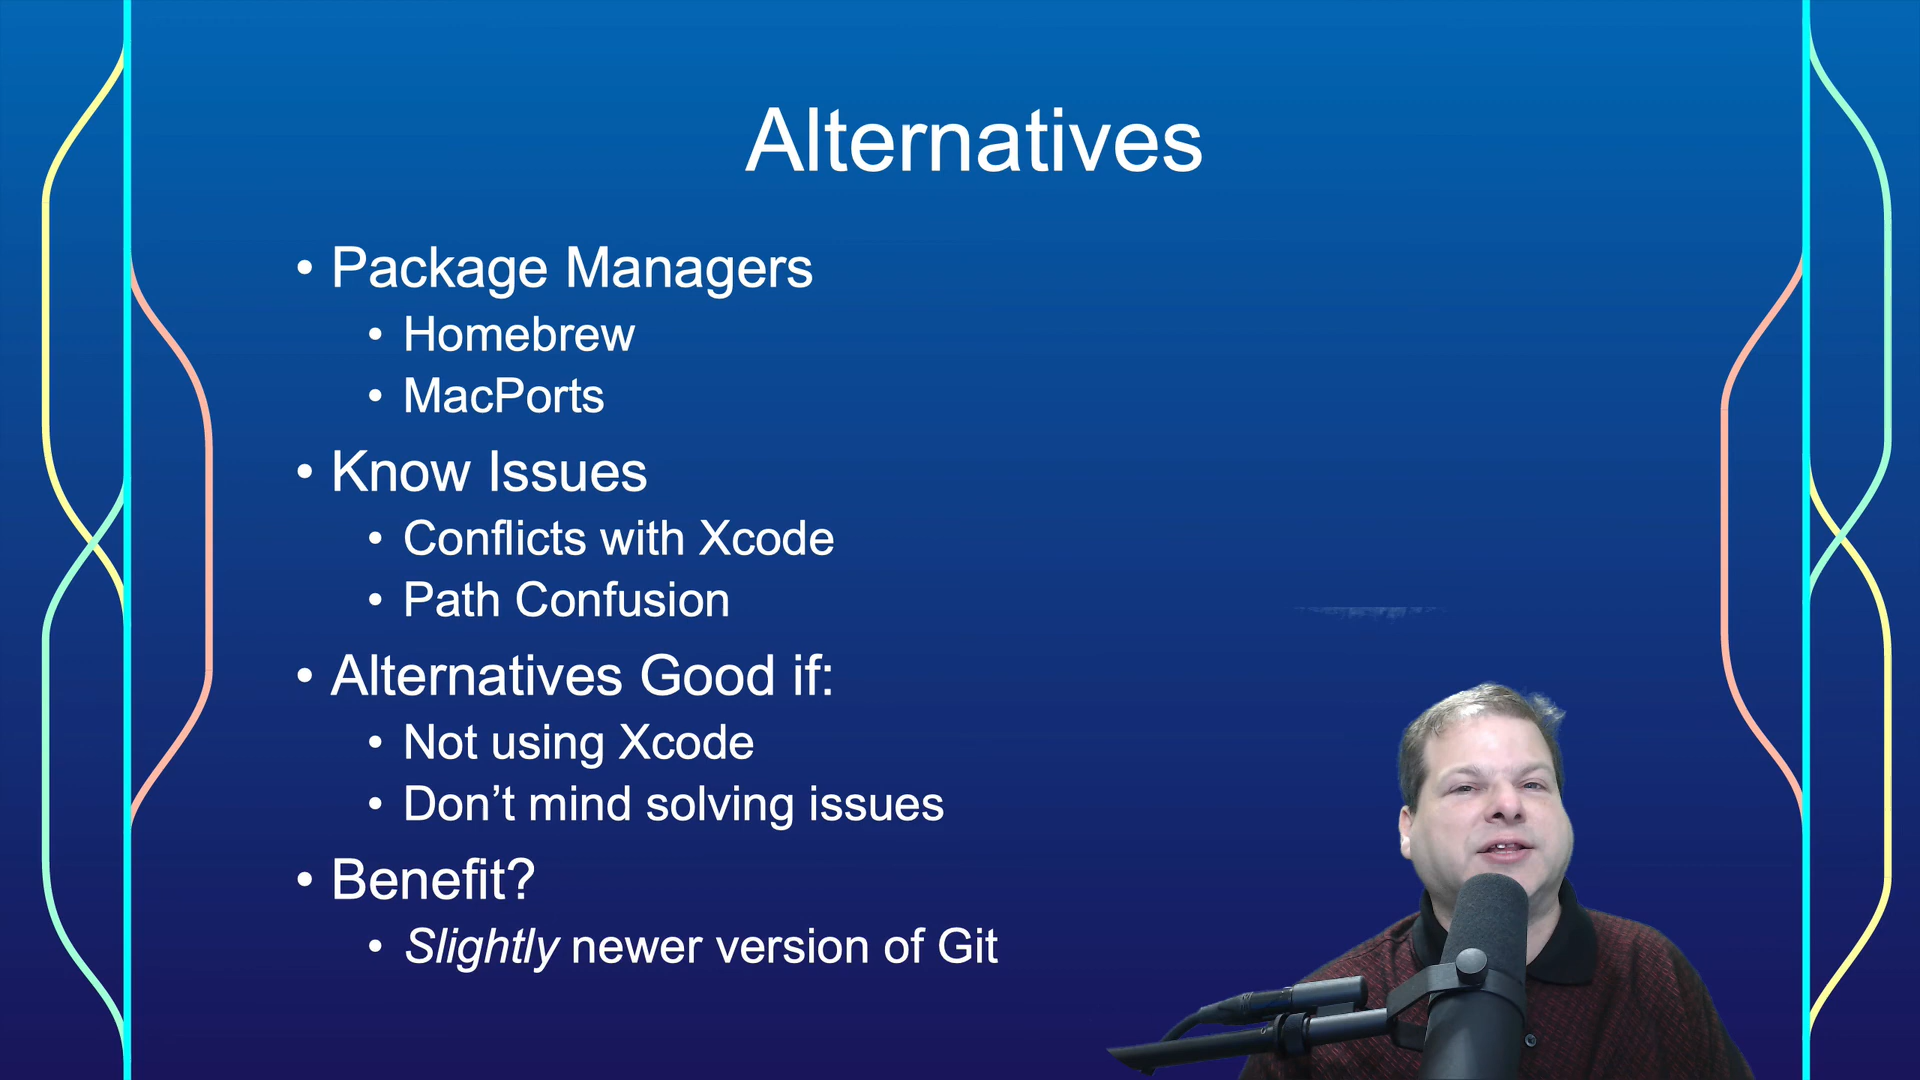 Alternatives
• Package Managers
• Homebrew
• MacPorts
• Know Issues
• Conflicts with Xcode
• Path Confusion
• Alternatives Good if:
• Not using Xcode
• Don’t mind solving issues
• Benefit?
• Slightly newer version of Git